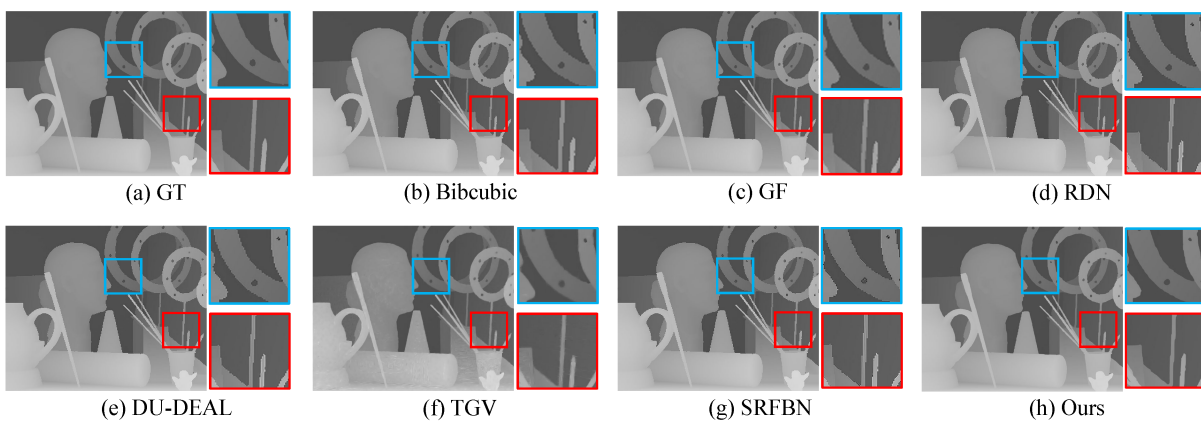 (a) GT
(b) Bibcubic
(c) GF
(d) RDN
(e) DU-DEAL
(f) TGV
(g) SRFBN
(h) Ours